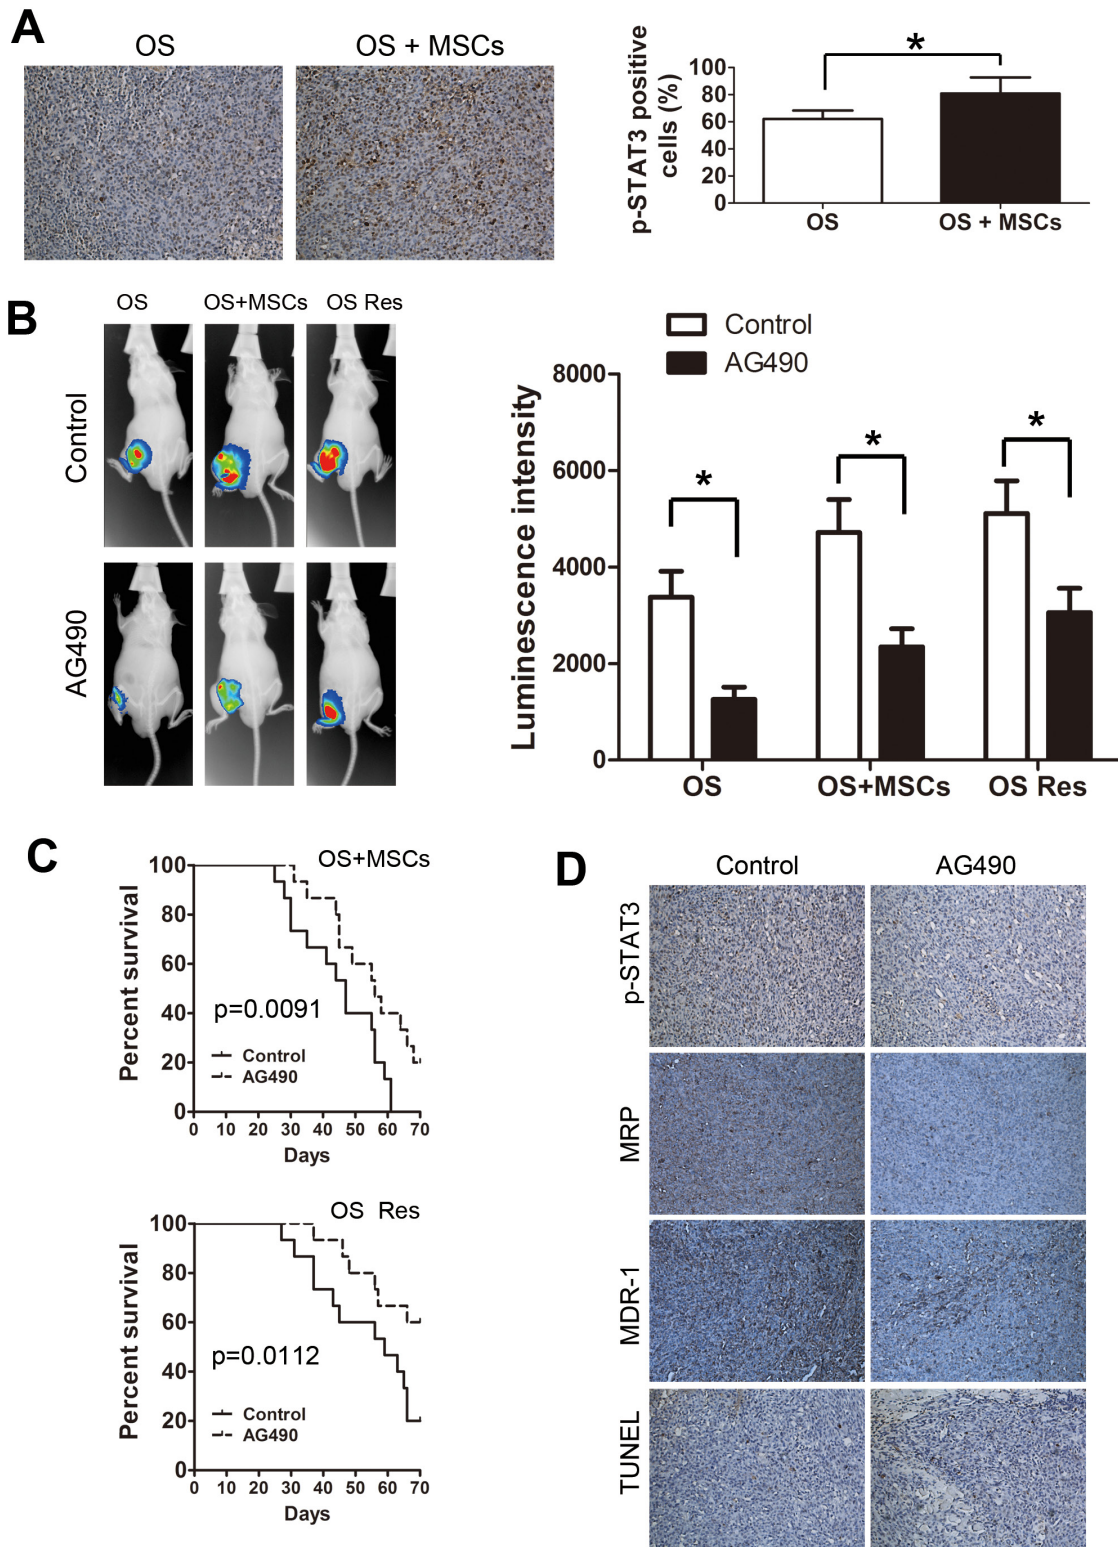 A
OS
OS + MSCs
*
p-STAT3 positive
cells (%)
100
80
60
40
20
0
OS
OS + MSCs
B
OS
OS+MSCs
OS Res
Control
AG490
Control
AG490
Luminescence intensity
8000
6000
4000
2000
0
*
*
*
OS
OS+MSCs
OS Res
C
OS+MSCs
Percent survival
100
80
60
40
20
0
p=0.0091
Control
AG490
0 10 20 30 40 50 60 70
Days
OS Res
Percent survival
100
80
60
40
20
0
p=0.0112
Control
AG490
0 10 20 30 40 50 60 70
Days
D
Control
AG490
p-STAT3
MRP
MDR-1
TUNEL